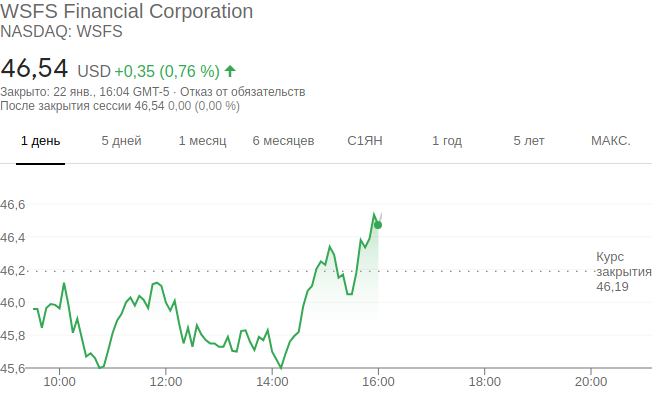 WSFS Financial Corporation
NASDAQ: WSFS
46,54 USD +0,35 (0,76 %)
Закрыто: 22 янв., 16:04 GMT-5 · Отказ от обязательств
После закрытия сессии 46,54 0,00 (0,00 %)
1 день 5 дней 1 месяц 6 месяцев С1ЯН 1 год 5 лет МАКС.
46,6
46,4
46,2
46,0
45,8
45,6
Курс
закрытия
46,19
10:00 12:00 14:00 16:00 18:00 20:00